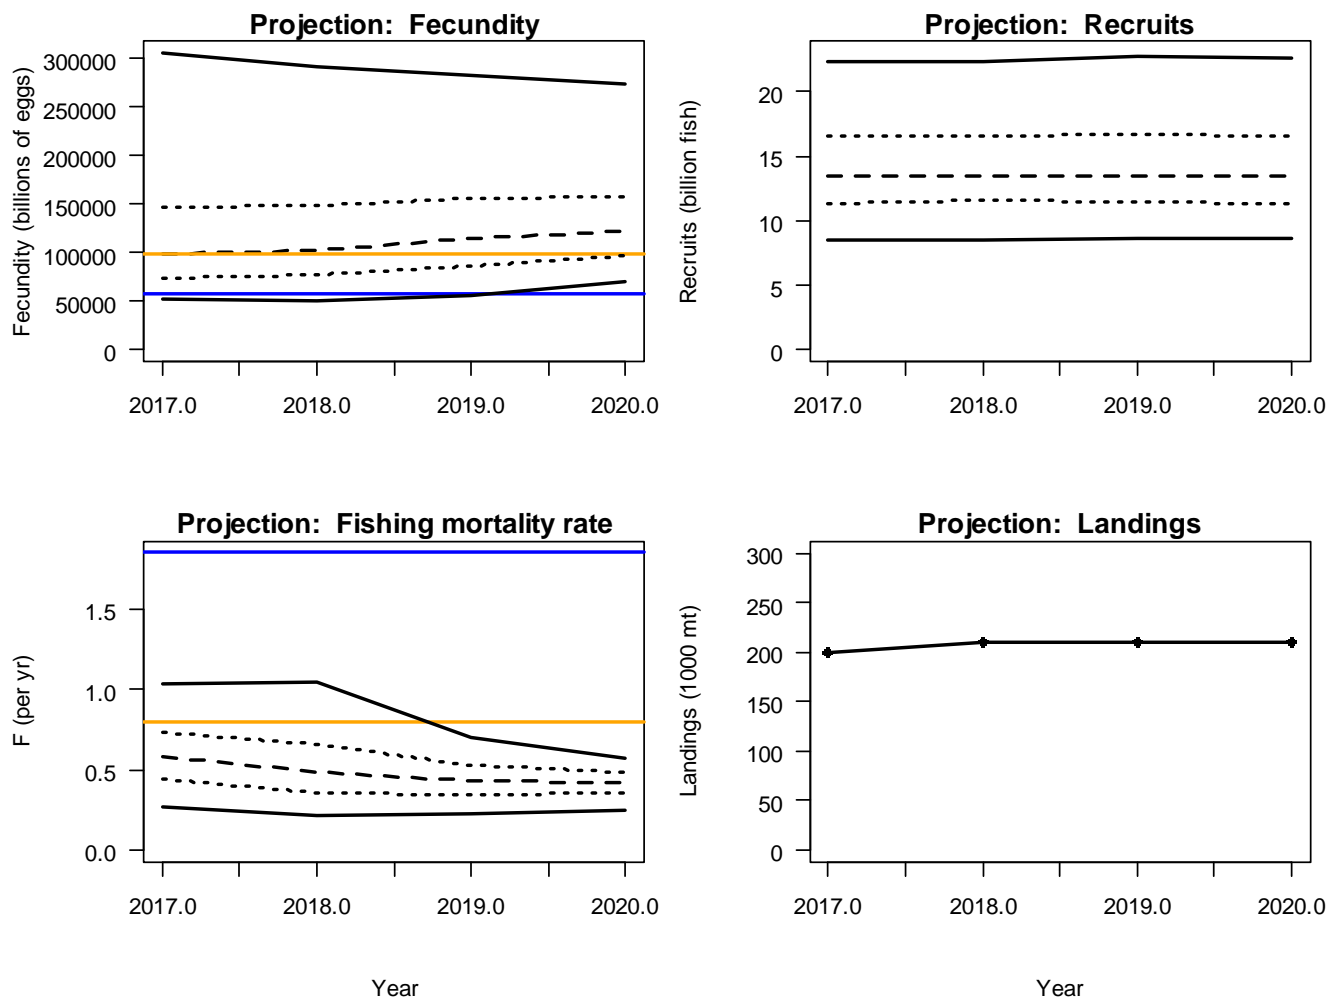 Projection:  Fecundity
Fecundity (billions of eggs)
300000
250000
200000
150000
100000
50000
0
2017.0 2018.0 2019.0 2020.0
Projection:  Recruits
Recruits (billion fish)
20
15
10
5
0
2017.0 2018.0 2019.0 2020.0
Projection:  Fishing mortality rate
F (per yr)
1.5
1.0
0.5
0.0
2017.0 2018.0 2019.0 2020.0
Year
Projection:  Landings
Landings (1000 mt)
300
250
200
150
100
50
0
2017.0 2018.0 2019.0 2020.0
Year